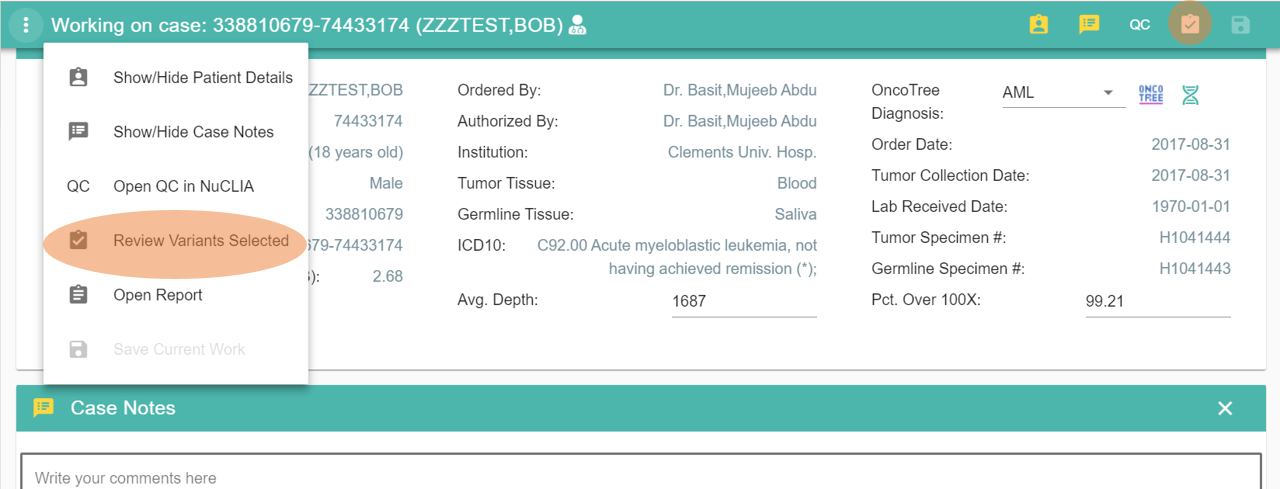 Working on case: 338810679-74433174 (ZZZTEST,BOB)
QC
Show/Hide Patient Details
Show/Hide Case Notes
QC Open QC in NuCLIA
Review Variants Selected
Open Report
Save Current Work
ZZTEST,BOB
74433174
(18 years old)
Male
338810679
679-74433174
): 2.68
Ordered By: Dr. Basit,Mujeeb Abdu
Authorized By: Dr. Basit,Mujeeb Abdu
Institution: Clements Univ. Hosp.
Tumor Tissue: Blood
Germline Tissue: Saliva
ICD10: C92.00 Acute myeloblastic leukemia, not
having achieved remission (*);
Avg. Depth: 1687
OncoTree
Diagnosis:
AML
ONCO
TREE
Order Date: 2017-08-31
Tumor Collection Date: 2017-08-31
Lab Received Date: 1970-01-01
Tumor Specimen #: H1041444
Germline Specimen #: H1041443
Pct. Over 100X: 99.21
Case Notes
Write your comments here